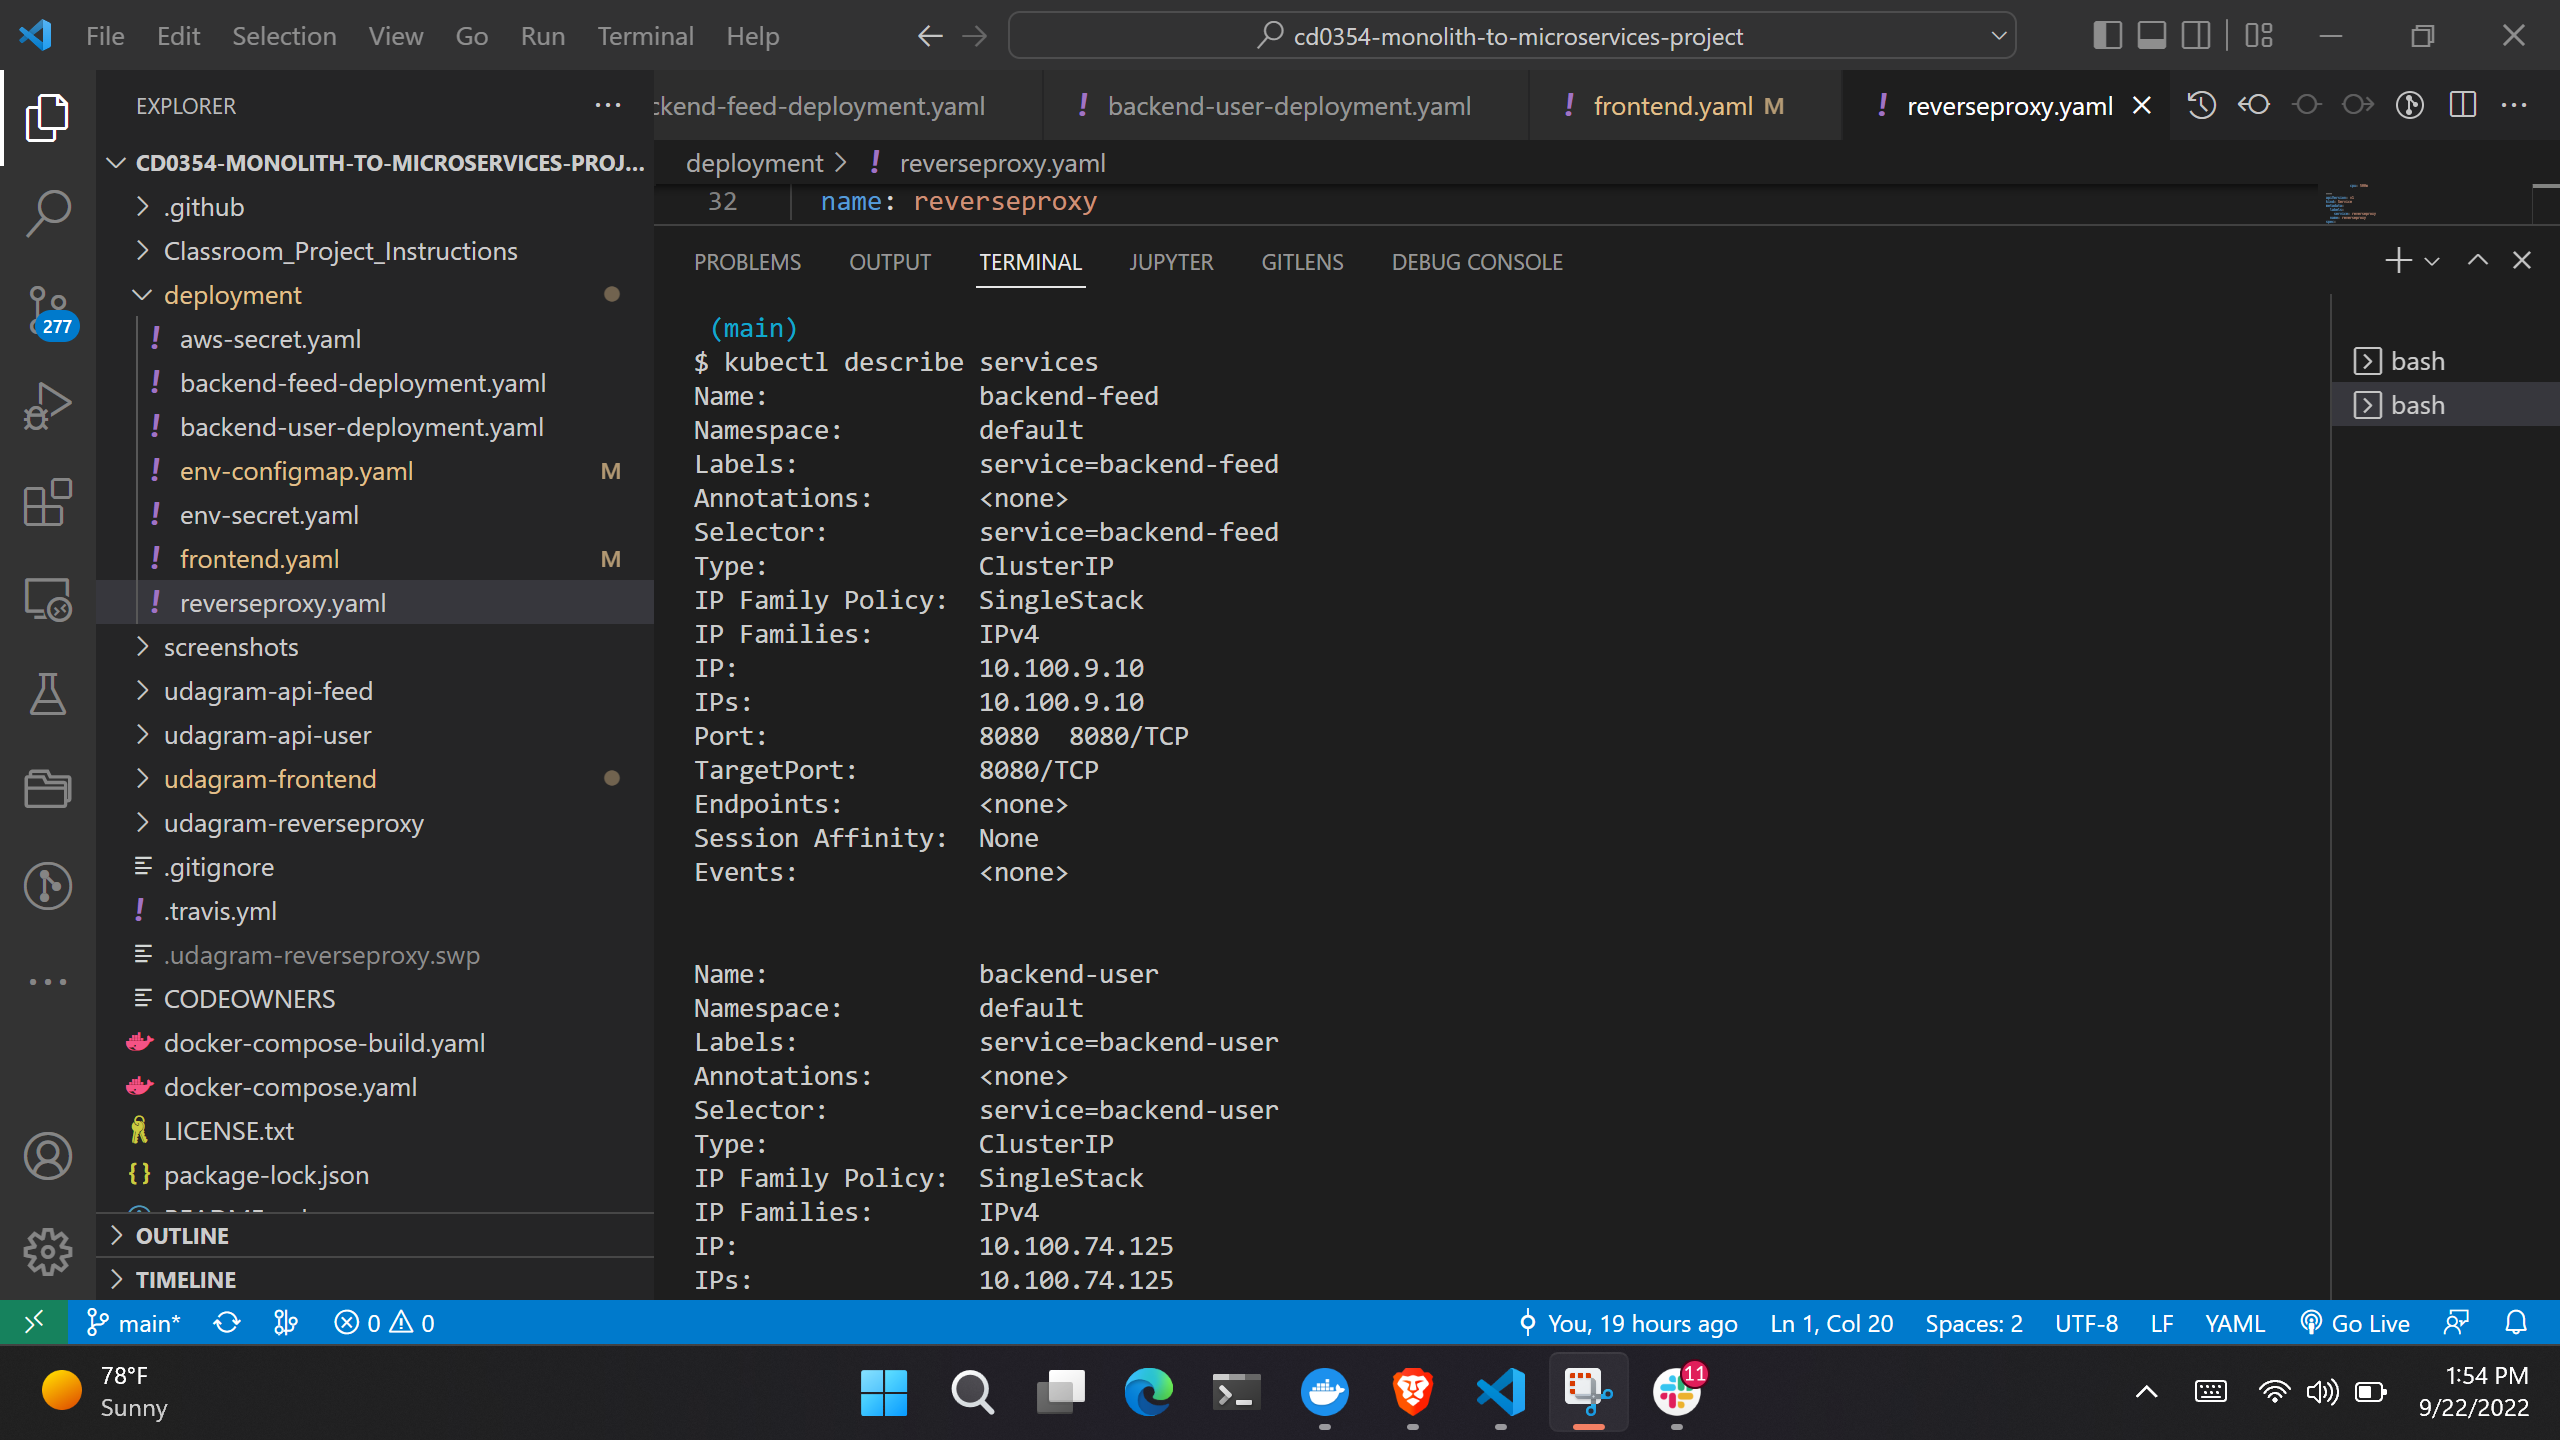 File Edit Selection View Go Run Terminal Help
cd0354-monolith-to-microservices-project
EXPLORER
CD0354-MONOLITH-TO-MICROSERVICES-PROJ...
.github
Classroom_Project_Instructions
deployment
aws-secret.yaml
backend-feed-deployment.yaml
backend-user-deployment.yaml
env-configmap.yaml M
env-secret.yaml
frontend.yaml M
reverseproxy.yaml
screenshots
udagram-api-feed
udagram-api-user
udagram-frontend
udagram-reverseproxy
.gitignore
.travis.yml
.udagram-reverseproxy.swp
CODEOWNERS
docker-compose-build.yaml
docker-compose.yaml
LICENSE.txt
package-lock.json
OUTLINE
TIMELINE
277
ckend-feed-deployment.yaml
backend-user-deployment.yaml
frontend.yaml M
reverseproxy.yaml
deployment > reverseproxy.yaml
32 name: reverseproxy
PROBLEMS OUTPUT TERMINAL JUPYTER GITLENS DEBUG CONSOLE
(main)
$ kubectl describe services
Name: backend-feed
Namespace: default
Labels: service=backend-feed
Annotations: <none>
Selector: service=backend-feed
Type: ClusterIP
IP Family Policy: SingleStack
IP Families: IPv4
IP: 10.100.9.10
IPs: 10.100.9.10
Port: 8080 8080/TCP
TargetPort: 8080/TCP
Endpoints: <none>
Session Affinity: None
Events: <none>
Name: backend-user
Namespace: default
Labels: service=backend-user
Annotations: <none>
Selector: service=backend-user
Type: ClusterIP
IP Family Policy: SingleStack
IP Families: IPv4
IP: 10.100.74.125
IPs: 10.100.74.125
bash
bash
main* 0 0 You, 19 hours ago Ln 1, Col 20 Spaces: 2 UTF-8 LF YAML Go Live
78°F
Sunny
11
1:54 PM
9/22/2022